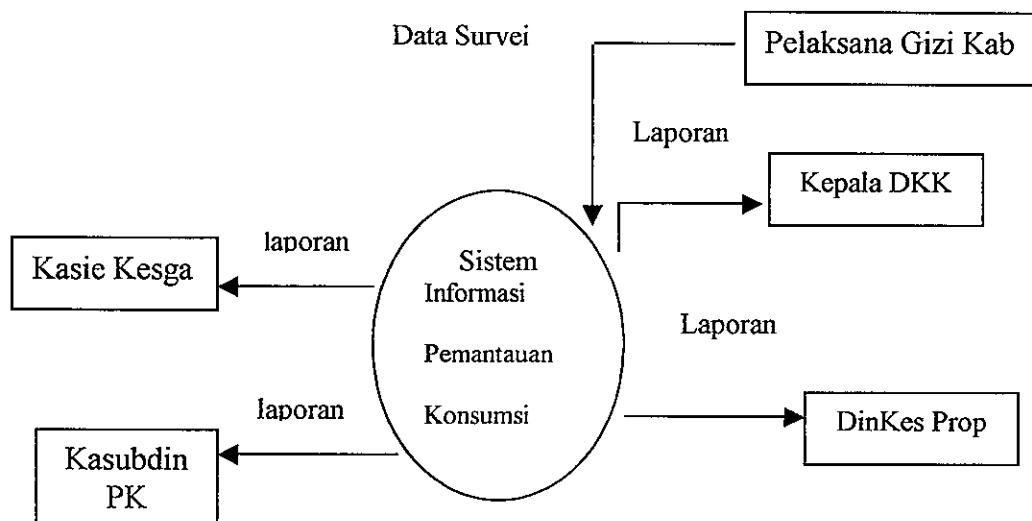 Data Survei
Pelaksana Gizi Kab
Laporan
Kepala DKK
laporan
Kasie Kesga
Sistem
Informasi
Pemantauan
Konsumsi
Laporan
laporan
DinKes Prop
Kasubdin
PK